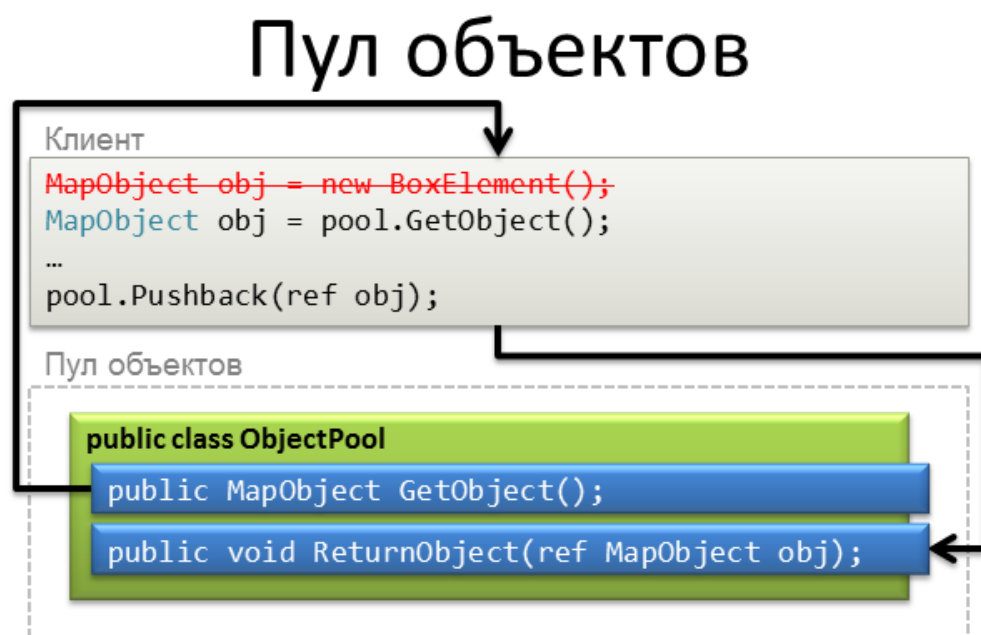 Пул объектов
Клиент
MapObject obj = new BoxElement();
MapObject obj = pool.GetObject();
…
pool.Pushback(ref obj);
Пул объектов
public class ObjectPool
public MapObject GetObject();
public void ReturnObject(ref MapObject obj);